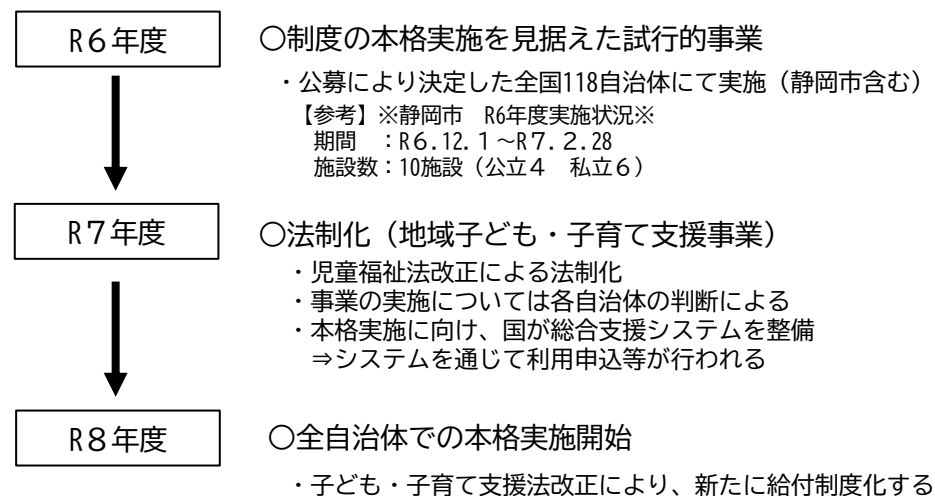 R6年度
○制度の本格実施を見据えた試行的事業
・公募により決定した全国118自治体にて実施（静岡市含む）
【参考】※静岡市　R6年度実施状況※
期間　：R6.12.1～R7.2.28
施設数：10施設（公立4　私立6）
R7年度
○法制化（地域子ども・子育て支援事業）
・児童福祉法改正による法制化
・事業の実施については各自治体の判断による
・本格実施に向け、国が総合支援システムを整備
⇒システムを通じて利用申込等が行われる
R8年度
○全自治体での本格実施開始
・子ども・子育て支援法改正により、新たに給付制度化する